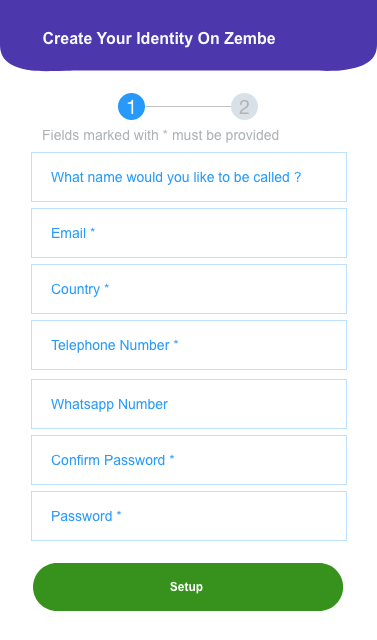 Create Your Identity On Zembe
1 2
Fields marked with * must be provided
What name would you like to be called ?
Email *
Country *
Telephone Number *
Whatsapp Number
Confirm Password *
Password *
Setup